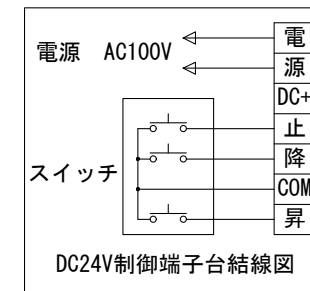 電源 AC100V
電
源
DC+
止
降
COM
昇
スイッチ
DC24V制御端子台結線図